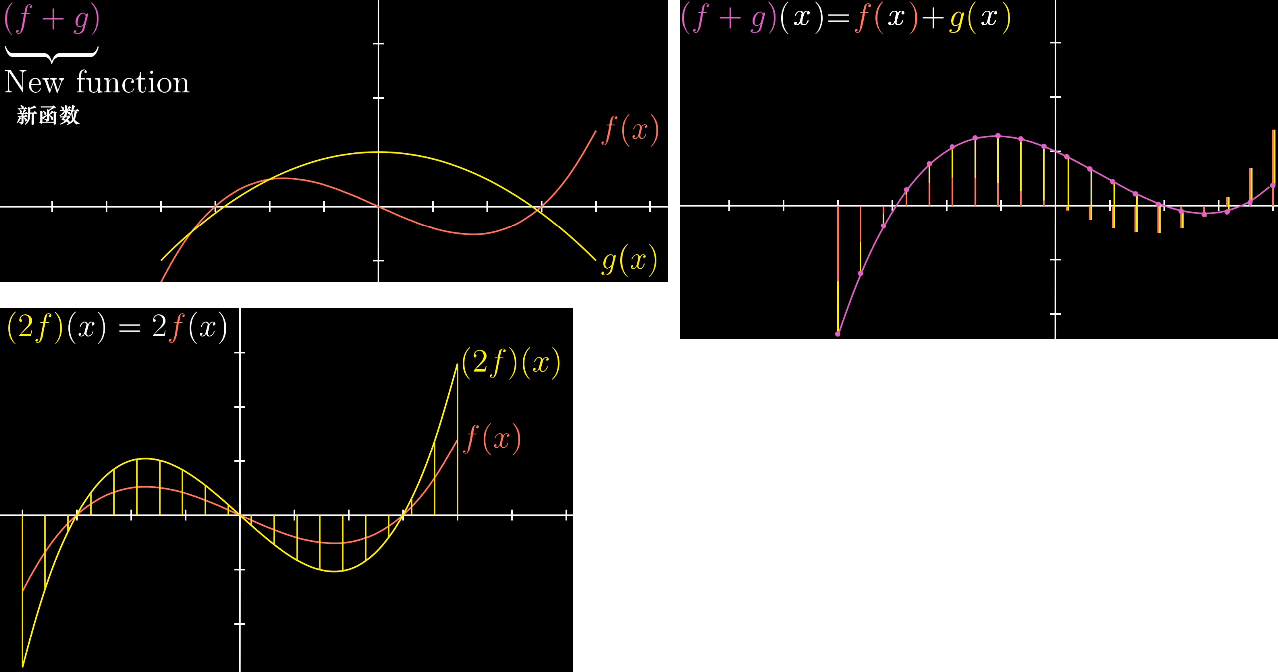 (f + g)
New function
新函数
f(x)
g(x)
(f + g)(x)=f(x)+g(x)
(2f)(x) = 2f(x)
(2f)(x)
f(x)